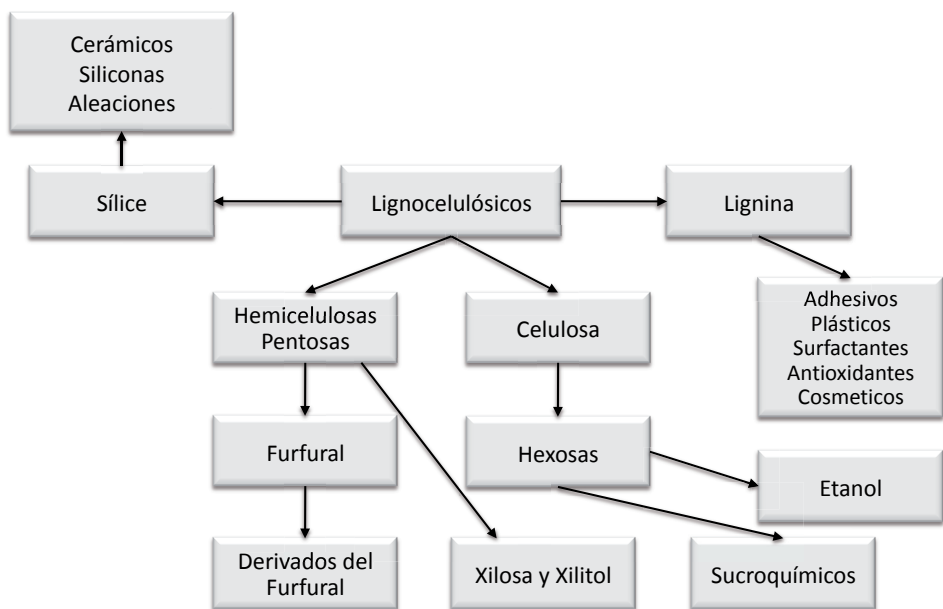 Cerámicos
Siliconas
Aleaciones
Sílice
Lignocelulósicos
Lignina
Hemicelulosas
Pentosas
Celulosa
Adhesivos
Plásticos
Surfactantes
Antioxidantes
Cosmeticos
Furfural
Hexosas
Etanol
Derivados del
Furfural
Xilosa y Xilitol
Sucroquímicos